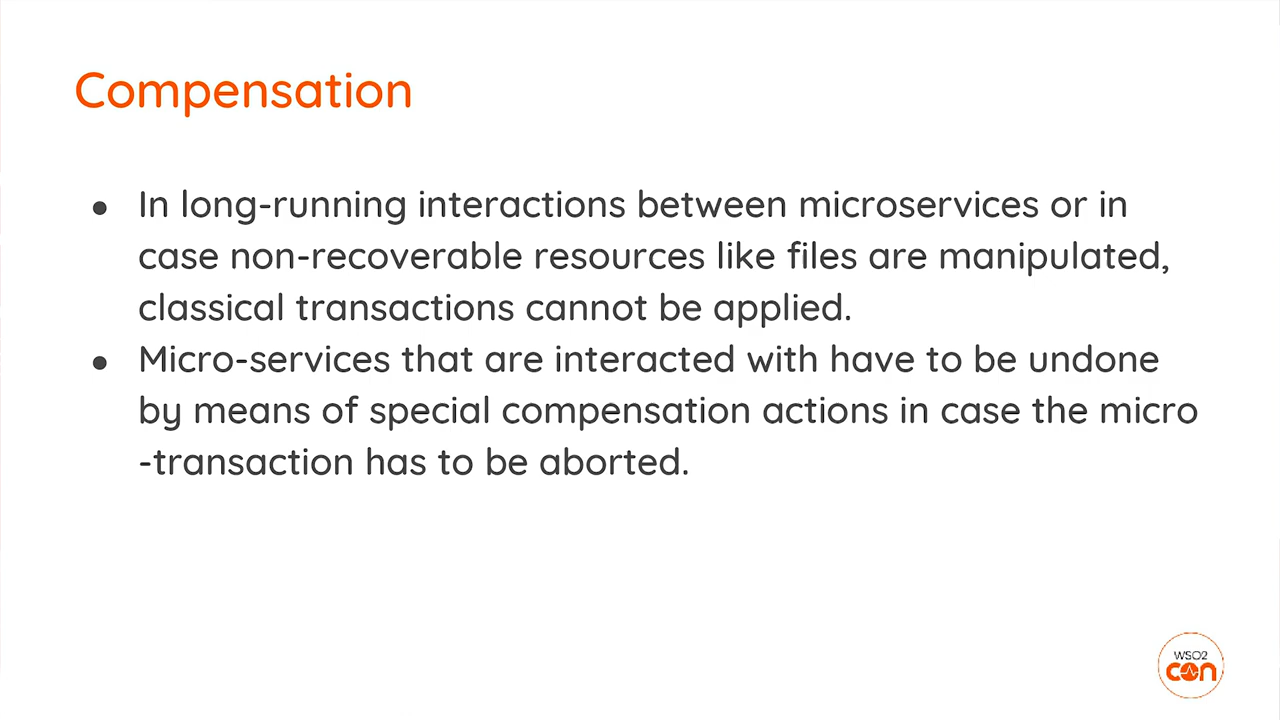 Compensation
● In long-running interactions between microservices or in
case non-recoverable resources like files are manipulated,
classical transactions cannot be applied.
● Micro-services that are interacted with have to be undone
by means of special compensation actions in case the micro
-transaction has to be aborted.
WSO2
con